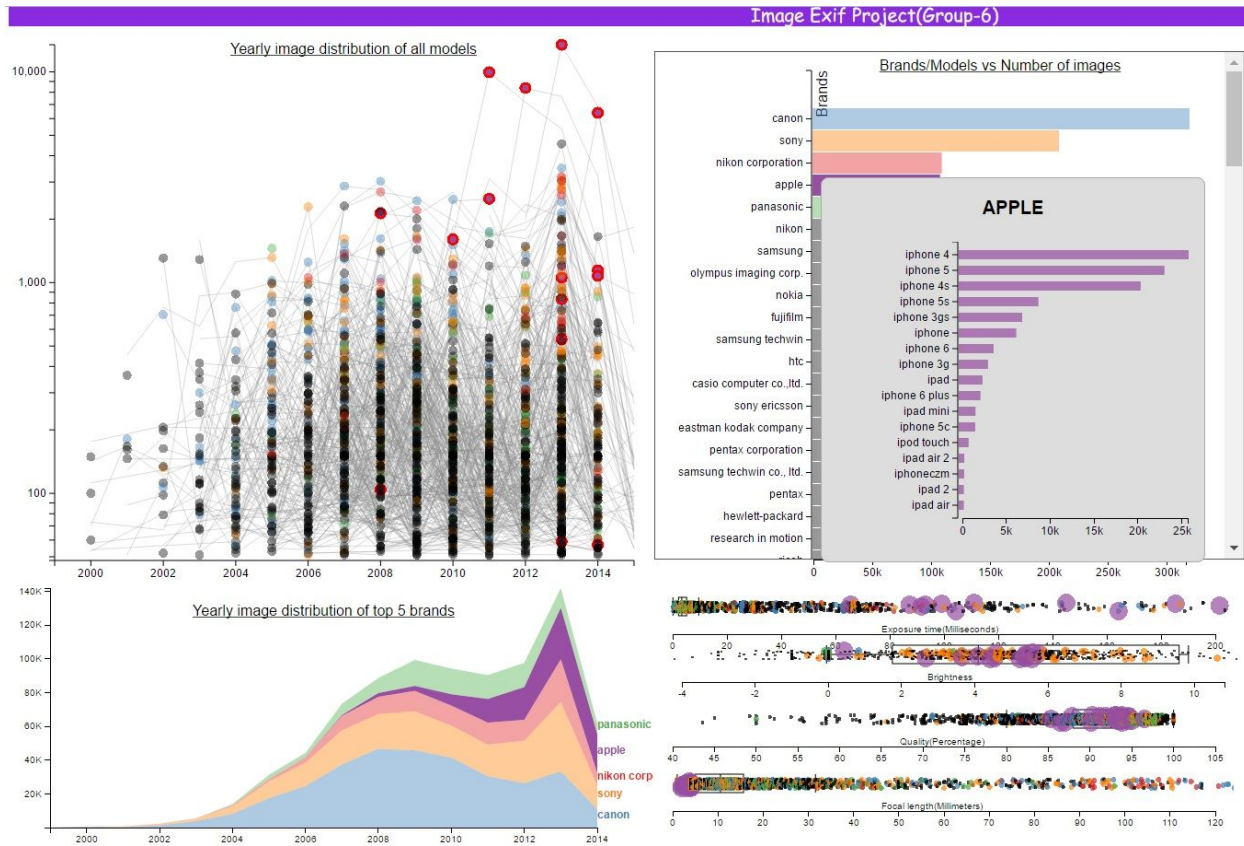 Image Exif Project(Group-6)
Yearly image distribution of all models
10,000
1,000
100
2000
2002
2004
2006
2008
2010
2012
2014
Brands/Models vs Number of images
Brands
canon
sony
nikon corporation
apple
panasonic
nikon
samsung
olympus imaging corp.
nokia
fujifilm
samsung techwin
htc
casio computer co.,ltd.
sony ericsson
eastman kodak company
pentax corporation
samsung techwin co., ltd.
pentax
hewlett-packard
research in motion
0
50k
100k
150k
200k
250k
300k
APPLE
iphone 4
iphone 5
iphone 4s
iphone 5s
iphone 3gs
iphone
iphone 6
iphone 3g
ipad
iphone 6 plus
ipad mini
iphone 5c
ipod touch
ipad air 2
iphoneczm
ipad 2
ipad air
0
5k
10k
15k
20k
25k
Yearly image distribution of top 5 brands
140K
120K
100K
80K
60K
40K
20K
panasonic
apple
nikon corp
sony
canon
2000
2002
2004
2006
2008
2010
2012
2014
Exposure time(Milliseconds)
0
20
40
60
80
100
120
140
160
180
200
Brightness
-4
-2
0
2
4
6
8
10
Quality(Percentage)
40
45
50
55
60
65
70
75
80
85
90
95
100
105
Focal length(Millimeters)
0
10
20
30
40
50
60
70
80
90
100
110
120